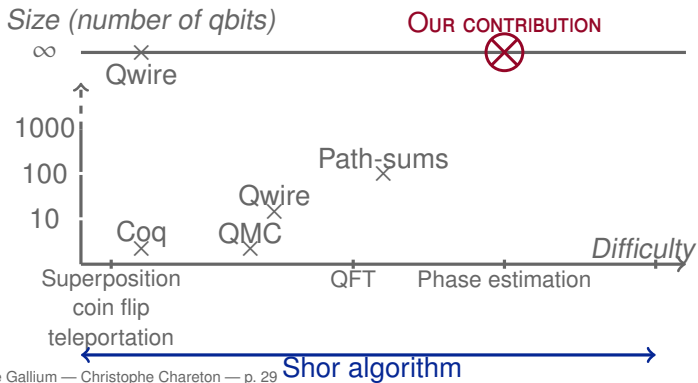 Size (number of qbits)
OUR CONTRIBUTION
∞
Qwire
1000
Path-sums
100
Qwire
10
Coq
QMC
Difficulty
Superposition
coin flip
teleportation
QFT
Phase estimation
Gallium — Christophe Chareton — p. 29
Shor algorithm